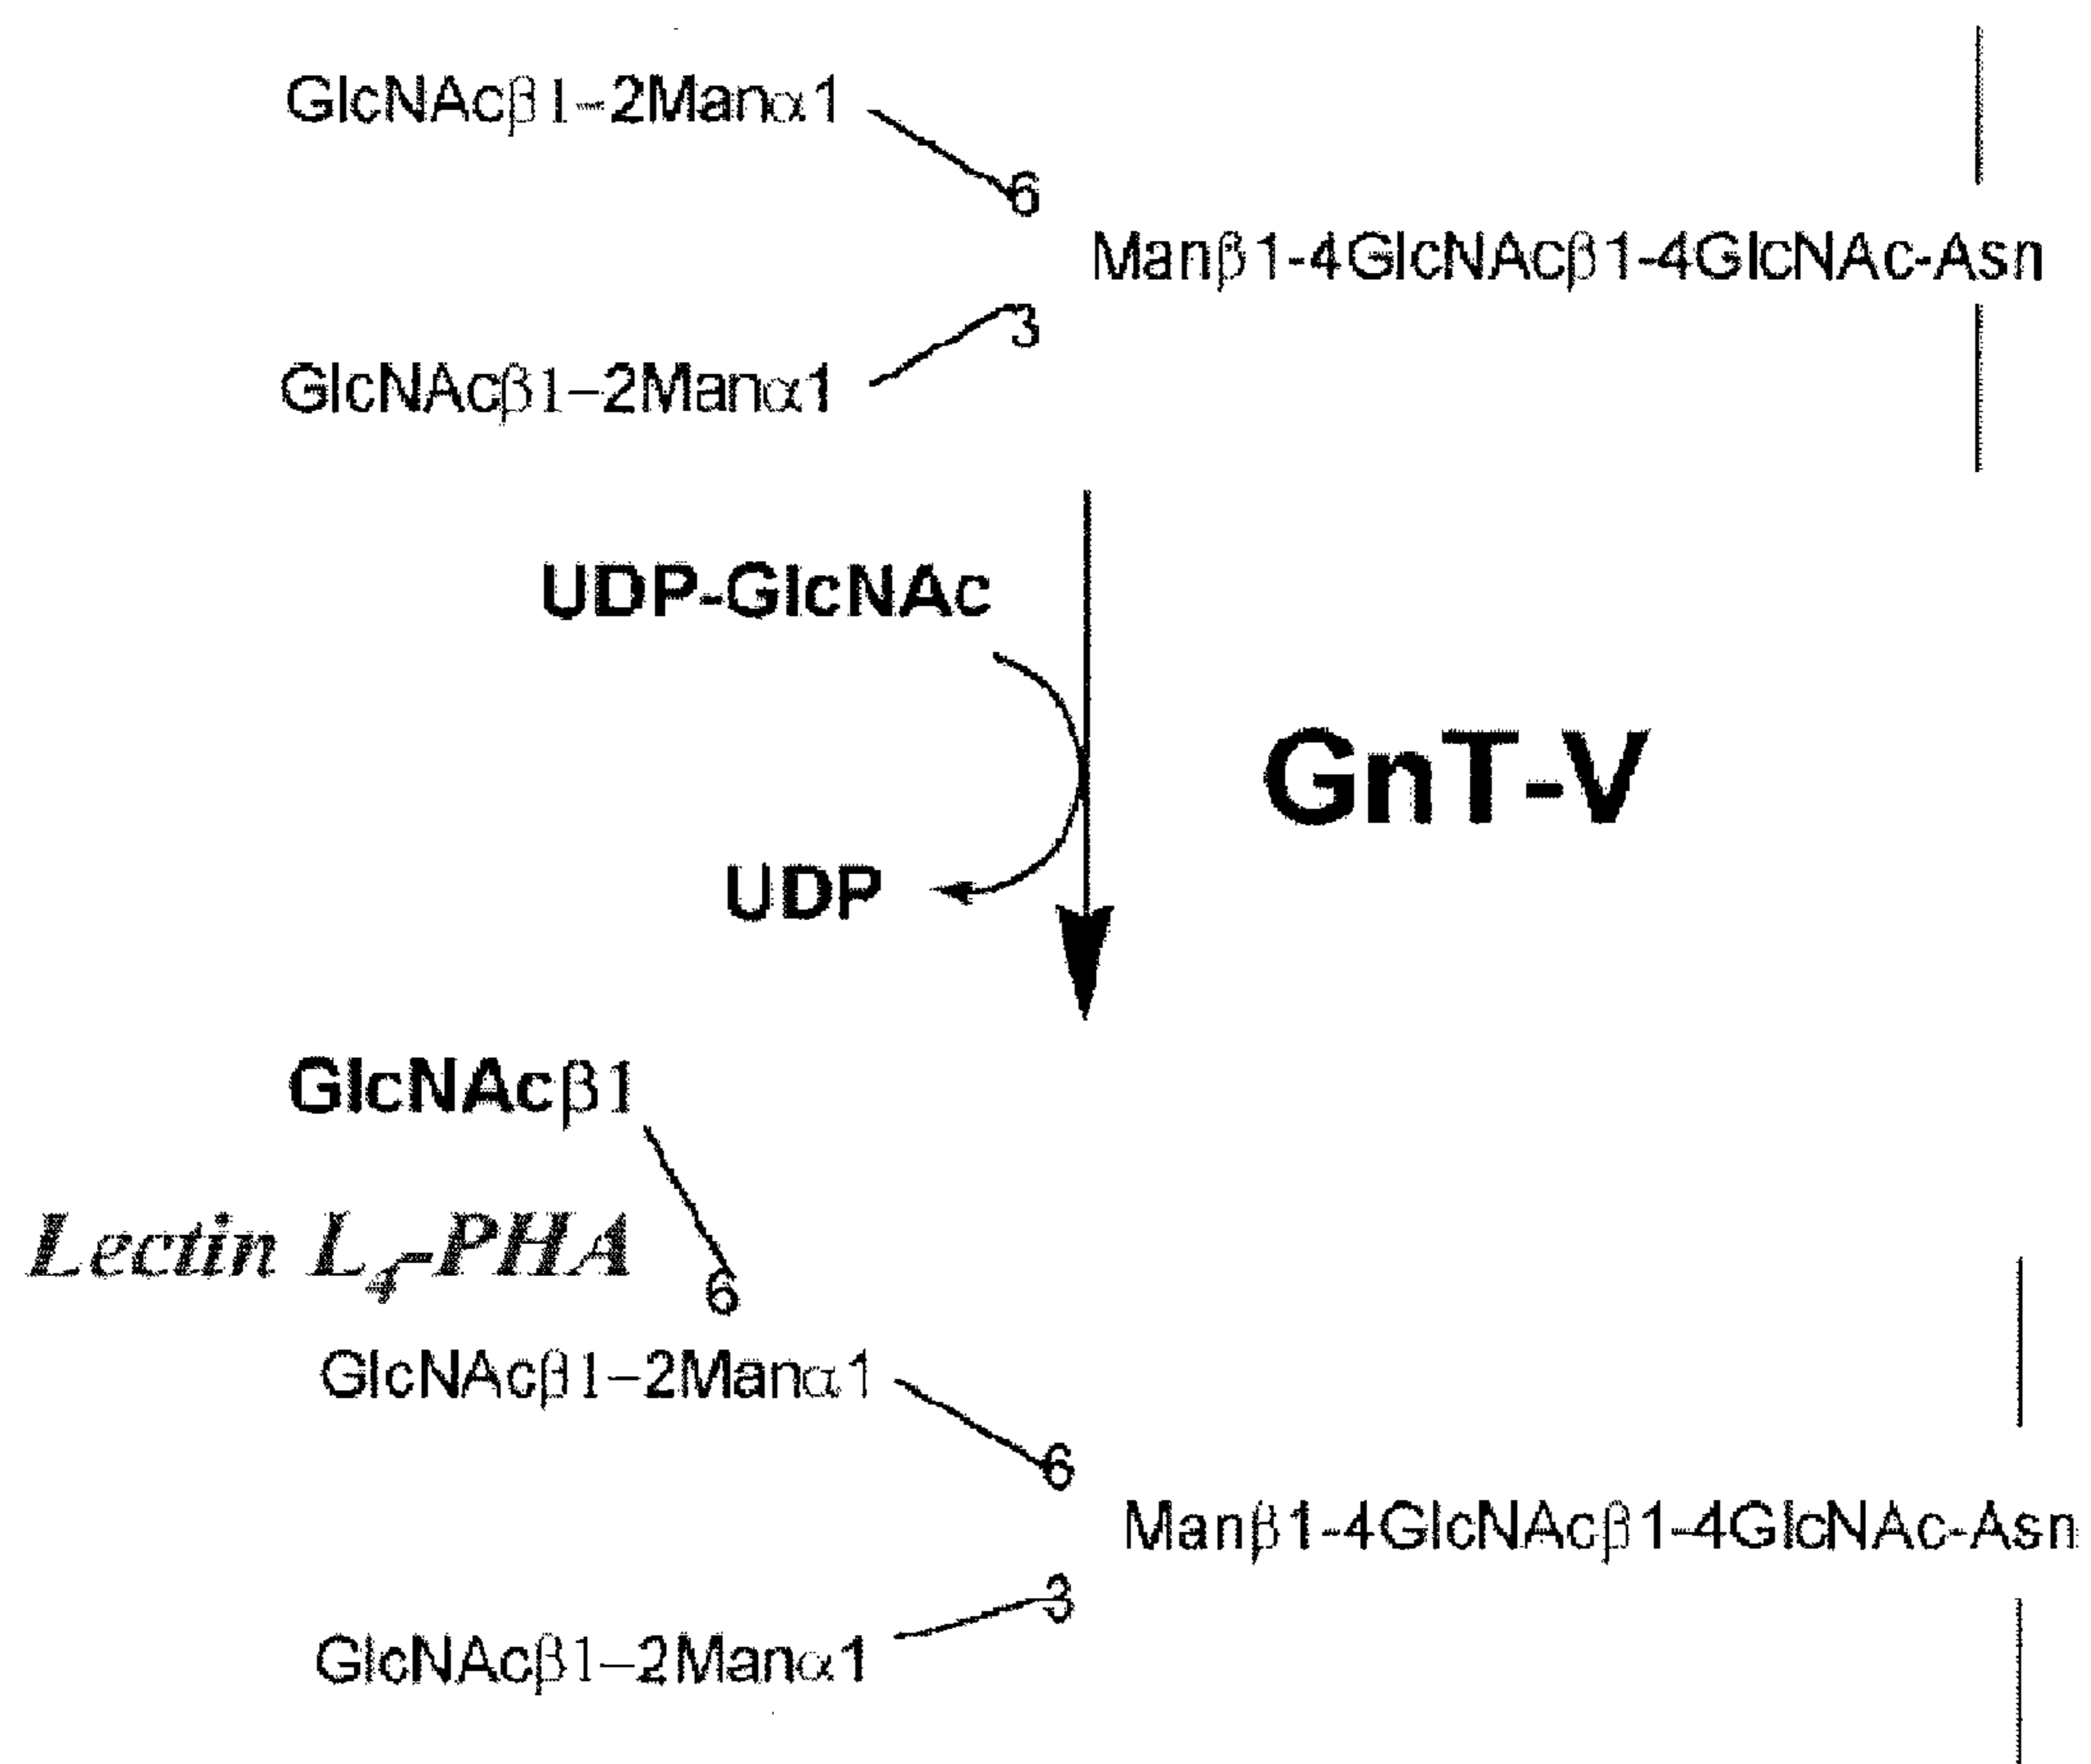 GlcNAcβ1–2Manα1
6
Manβ1-4GlcNAcβ1-4GlcNAc-Asn
3
GlcNAcβ1–2Manα1
UDP-GlcNAc
GnT-V
UDP
GlcNAcβ1
Lectin L₄-PHA
6
GlcNAcβ1–2Manα1
6
Manβ1-4GlcNAcβ1-4GlcNAc-Asn
3
GlcNAcβ1–2Manα1